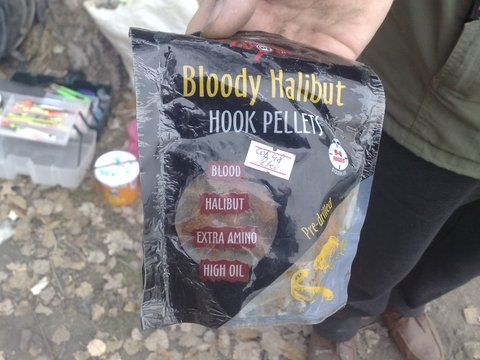 Bloody Halibut
HOOK PELLETS
BLOOD
HALIBUT
EXTRA AMINO
HIGH OIL
Pre-drilled